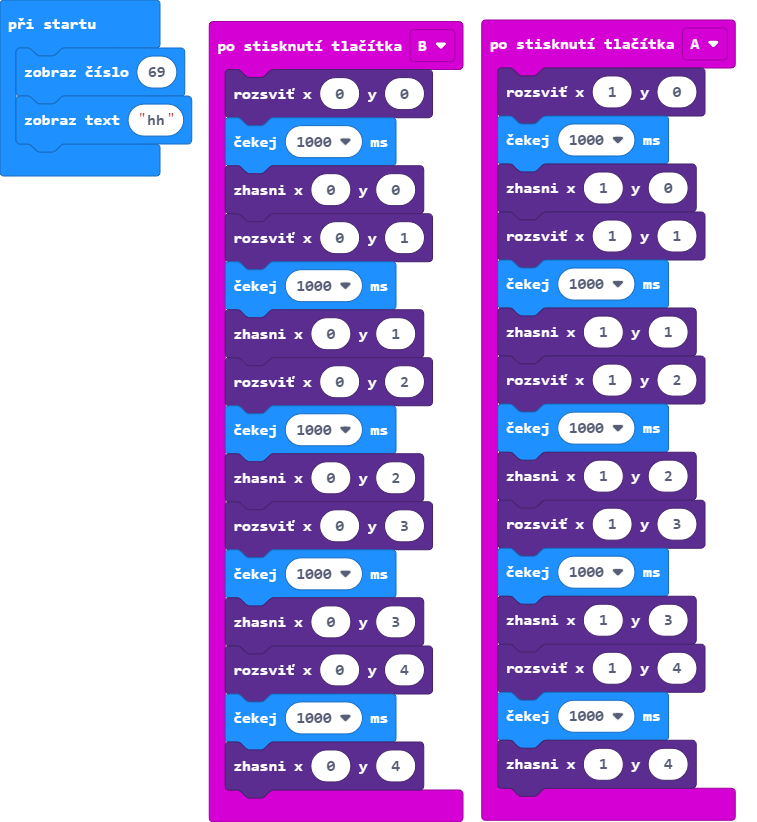 při startu
zobraz číslo 69
zobraz text "hh"
po stisknutí tlačítka B
rozsviť x 0 y 0
čekej 1000 ms
zhasni x 0 y 0
rozsviť x 0 y 1
čekej 1000 ms
zhasni x 0 y 1
rozsviť x 0 y 2
čekej 1000 ms
zhasni x 0 y 2
rozsviť x 0 y 3
čekej 1000 ms
zhasni x 0 y 3
rozsviť x 0 y 4
čekej 1000 ms
zhasni x 0 y 4
po stisknutí tlačítka A
rozsviť x 1 y 0
čekej 1000 ms
zhasni x 1 y 0
rozsviť x 1 y 1
čekej 1000 ms
zhasni x 1 y 1
rozsviť x 1 y 2
čekej 1000 ms
zhasni x 1 y 2
rozsviť x 1 y 3
čekej 1000 ms
zhasni x 1 y 3
rozsviť x 1 y 4
čekej 1000 ms
zhasni x 1 y 4